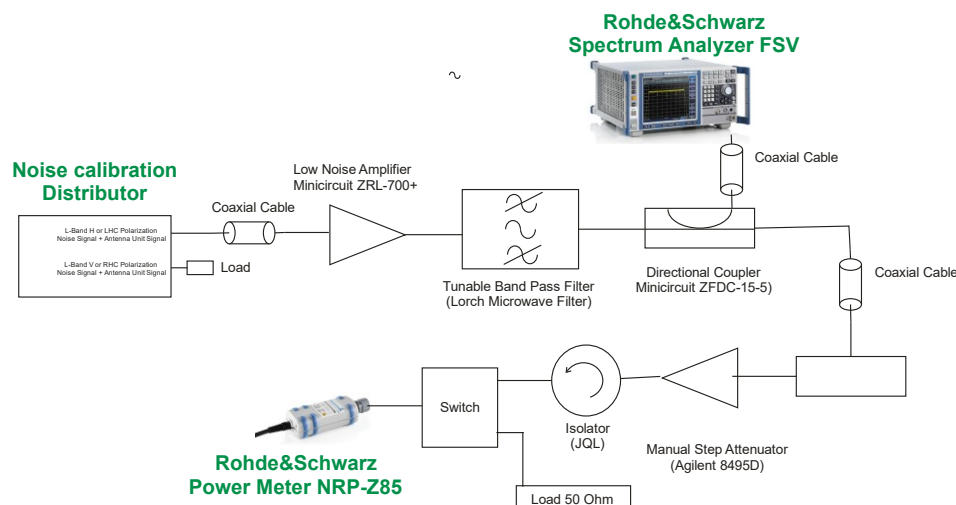 Rohde&Schwarz
Spectrum Analyzer FSV
Noise calibration
Distributor
L-Band H or LHC Polarization
Noise Signal + Antenna Unit Signal
L-Band V or RHC Polarization
Noise Signal + Antenna Unit Signal
Load
Coaxial Cable
Low Noise Amplifier
Minicircuit ZRL-700+
Tunable Band Pass Filter
(Lorch Microwave Filter)
Coaxial Cable
Directional Coupler
Minicircuit ZFDC-15-5)
Coaxial Cable
Manual Step Attenuator
(Agilent 8495D)
Isolator
(JQL)
Switch
Load 50 Ohm
Rohde&Schwarz
Power Meter NRP-Z85